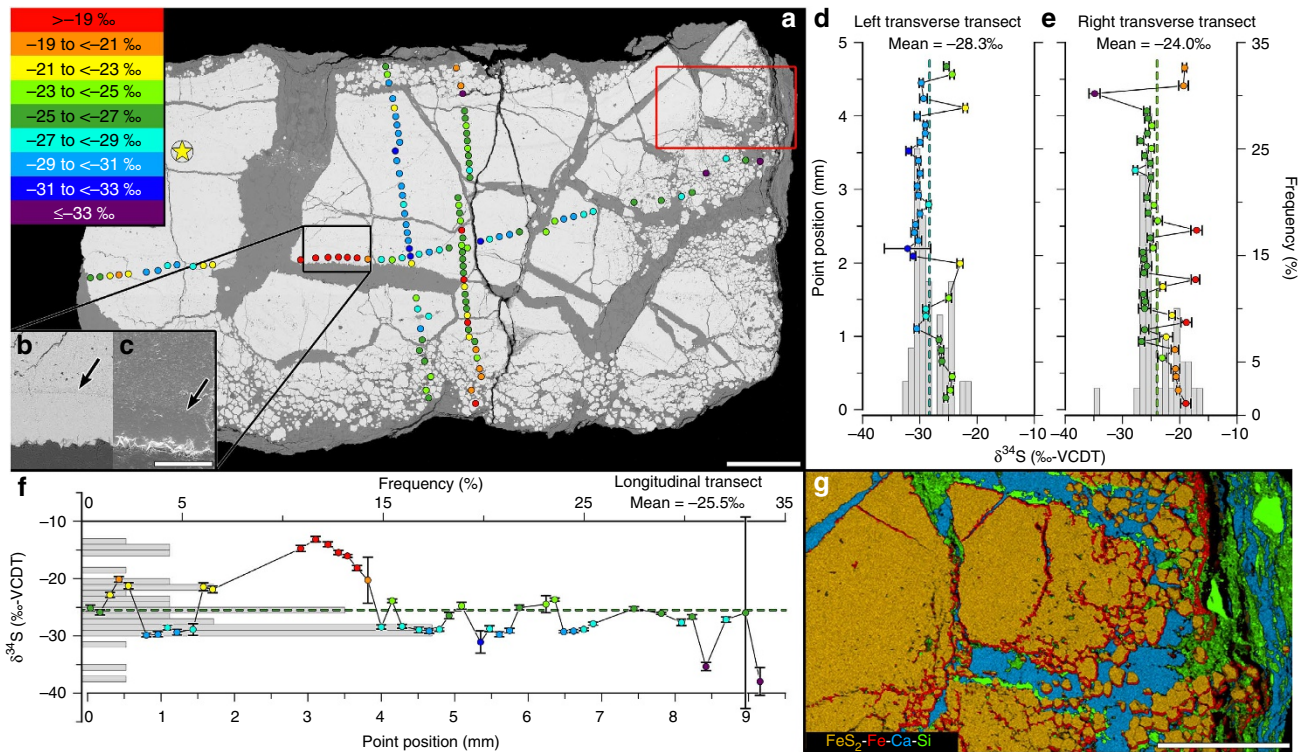 >–19 ‰
–19 to <–21 ‰
–21 to <–23 ‰
–23 to <–25 ‰
–25 to <–27 ‰
–27 to <–29 ‰
–29 to <–31 ‰
–31 to <–33 ‰
≤–33 ‰
a
b
c
d
Left transverse transect
Mean = –28.3‰
5
4
3
2
1
0
Point position (mm)
–40
–30
–20
–10
e
Right transverse transect
Mean = –24.0‰
35
30
25
20
15
10
5
0
Frequency (%)
–40
–30
–20
–10
δ³⁴S (‰-VCDT)
f
Frequency (%)
Longitudinal transect
Mean = –25.5‰
0
5
15
25
35
–10
–20
–30
–40
δ³⁴S (‰-VCDT)
0
1
2
3
4
5
6
7
8
9
Point position (mm)
g
FeS₂-Fe-Ca-Si